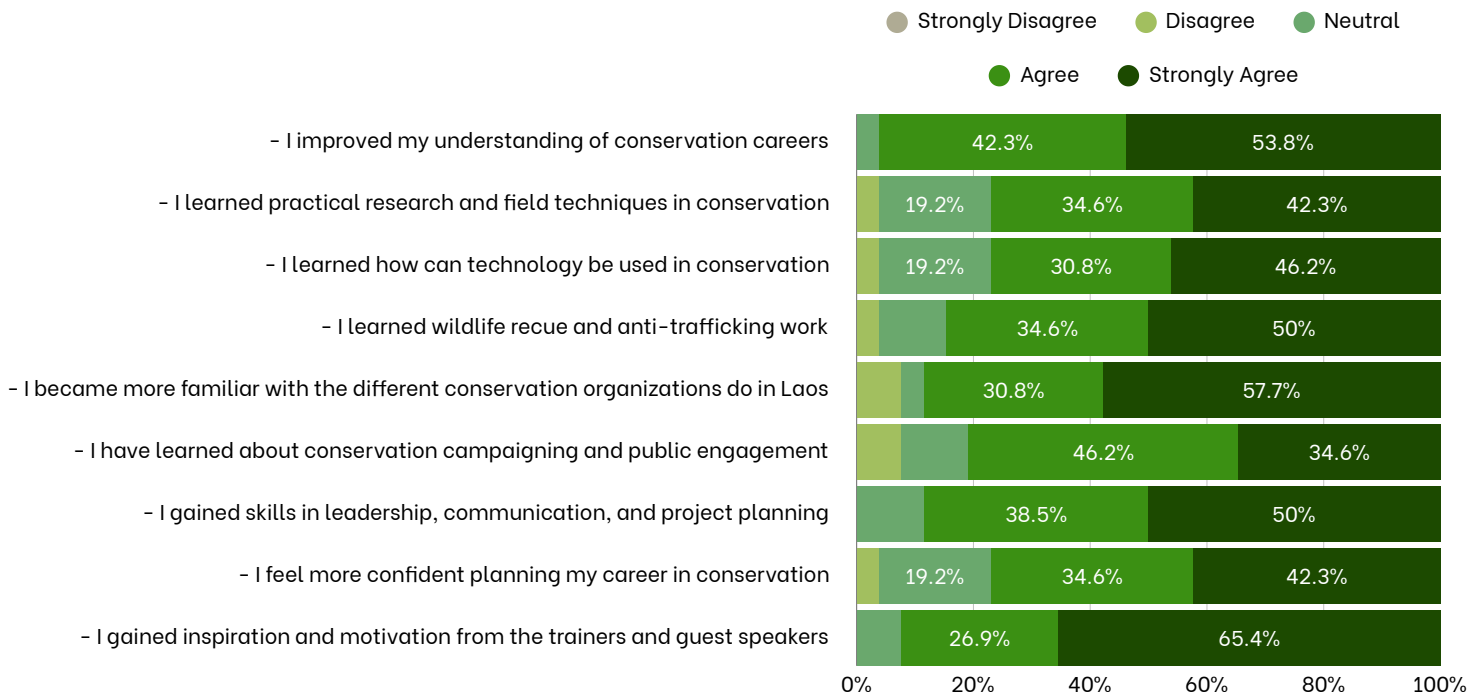 Strongly Disagree Disagree Neutral
Agree Strongly Agree
- I improved my understanding of conservation careers 42.3% 53.8%
- I learned practical research and field techniques in conservation 19.2% 34.6% 42.3%
- I learned how can technology be used in conservation 19.2% 30.8% 46.2%
- I learned wildlife recue and anti-trafficking work 34.6% 50%
- I became more familiar with the different conservation organizations do in Laos 30.8% 57.7%
- I have learned about conservation campaigning and public engagement 46.2% 34.6%
- I gained skills in leadership, communication, and project planning 38.5% 50%
- I feel more confident planning my career in conservation 19.2% 34.6% 42.3%
- I gained inspiration and motivation from the trainers and guest speakers 26.9% 65.4%
0% 20% 40% 60% 80% 100%